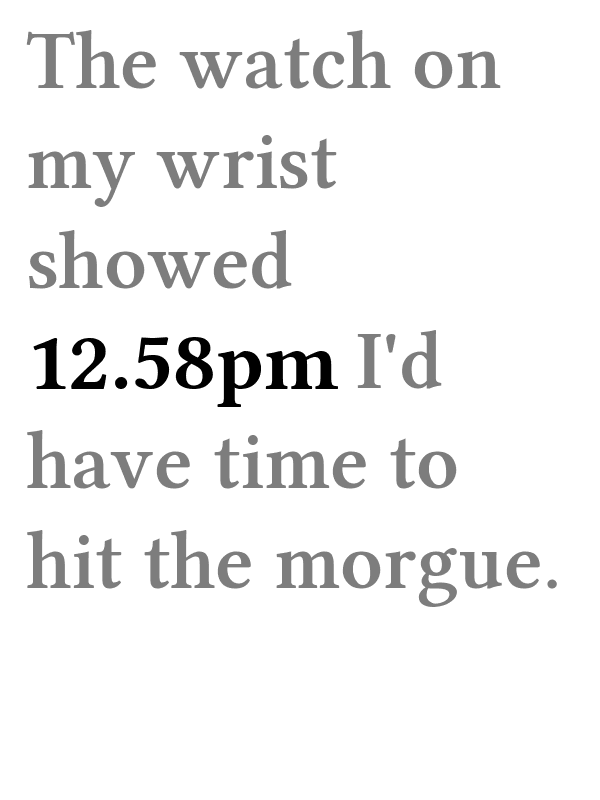 The watch on
my wrist
showed
12.58pm I'd
have time to
hit the morgue.